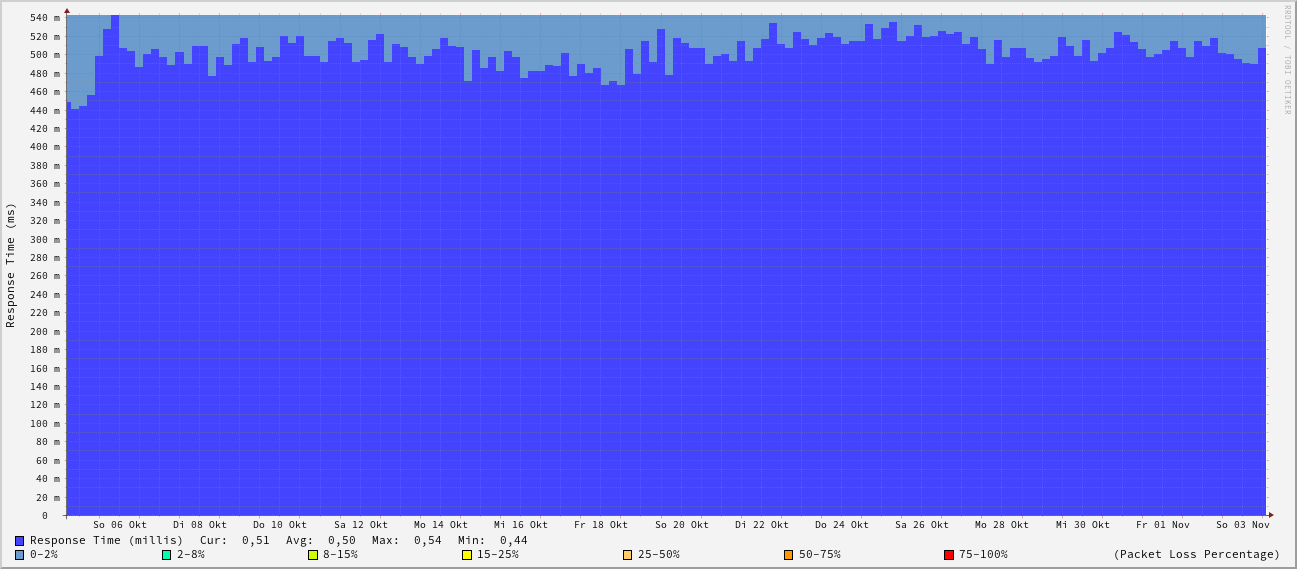 RRDTOOL / TOBI OETIKER
Response Time (ms)
540 m
520 m
500 m
480 m
460 m
440 m
420 m
400 m
380 m
360 m
340 m
320 m
300 m
280 m
260 m
240 m
220 m
200 m
180 m
160 m
140 m
120 m
100 m
80 m
60 m
40 m
20 m
0
So 06 Okt Di 08 Okt Do 10 Okt Sa 12 Okt Mo 14 Okt Mi 16 Okt Fr 18 Okt So 20 Okt Di 22 Okt Do 24 Okt Sa 26 Okt Mo 28 Okt Mi 30 Okt Fr 01 Nov So 03 Nov
Response Time (millis) Cur: 0,51 Avg: 0,50 Max: 0,54 Min: 0,44
0-2% 2-8% 8-15% 15-25% 25-50% 50-75% 75-100% (Packet Loss Percentage)